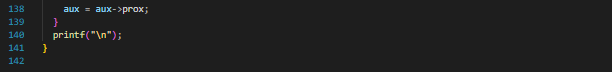 138 aux = aux->prox;
139 }
140 printf("\n");
141 }
142